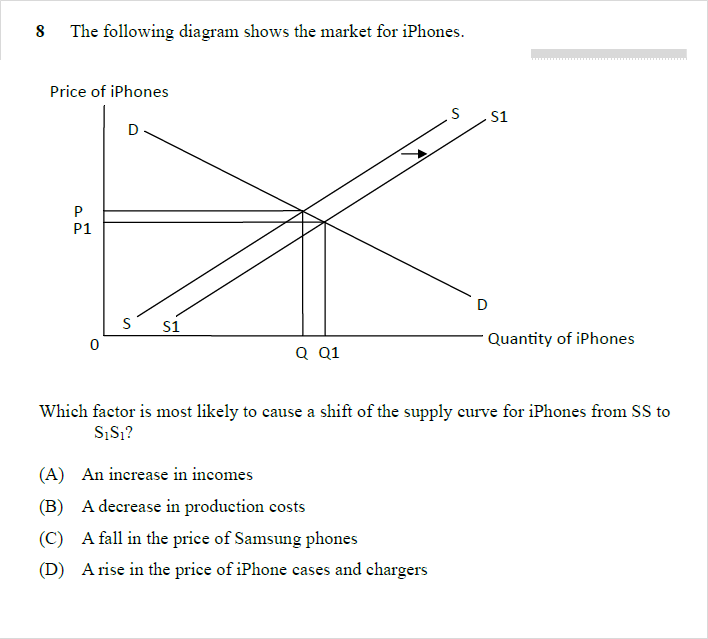 8 The following diagram shows the market for iPhones.
Price of iPhones
S
S1
D
P
P1
D
S
S1
0
Quantity of iPhones
Q Q1
Which factor is most likely to cause a shift of the supply curve for iPhones from SS to
S₁S₁?
(A) An increase in incomes
(B) A decrease in production costs
(C) A fall in the price of Samsung phones
(D) A rise in the price of iPhone cases and chargers